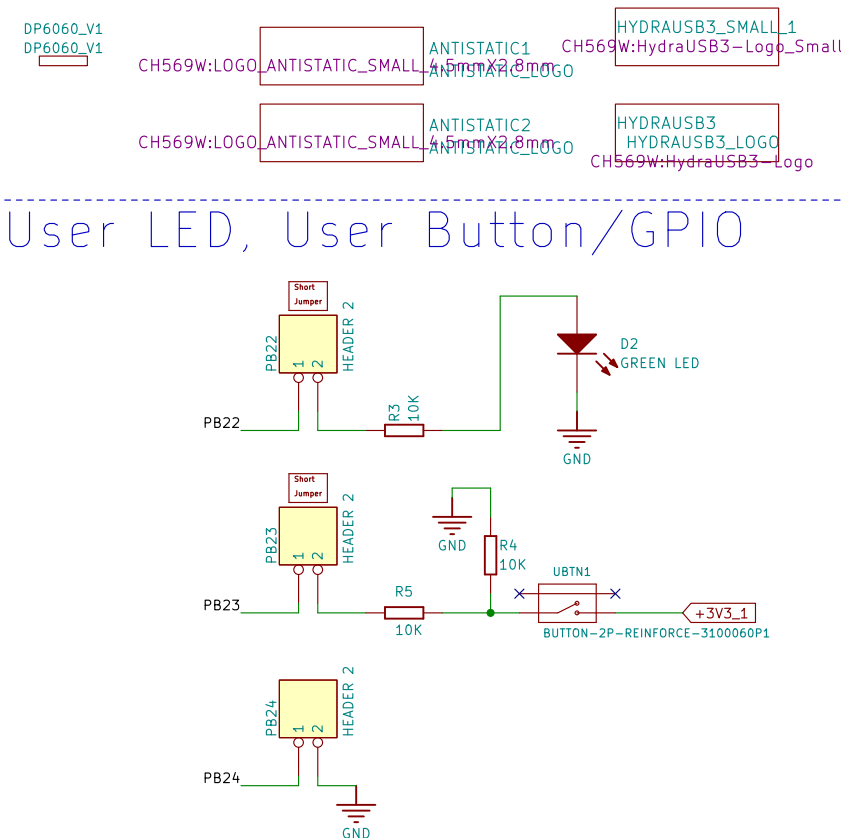 DP6060_V1
DP6060_V1
ANTISTATIC1
CH569W:LOGO_ANTISTATIC_SMALL_4.5mmX2.8mm
ANTISTATIC_LOGO
HYDRAUSB3_SMALL_1
CH569W:HydraUSB3-Logo_Small
ANTISTATIC2
CH569W:LOGO_ANTISTATIC_SMALL_4.5mmX2.8mm
ANTISTATIC_LOGO
HYDRAUSB3
HYDRAUSB3_LOGO
CH569W:HydraUSB3-Logo
User LED, User Button/GPIO
Short
Jumper
PB22
1
2
HEADER 2
PB22
R3
10K
D2
GREEN LED
GND
Short
Jumper
PB23
1
2
HEADER 2
PB23
R5
10K
GND
R4
10K
UBTN1
BUTTON-2P-REINFORCE-3100060P1
+3V3_1
PB24
1
2
HEADER 2
PB24
GND